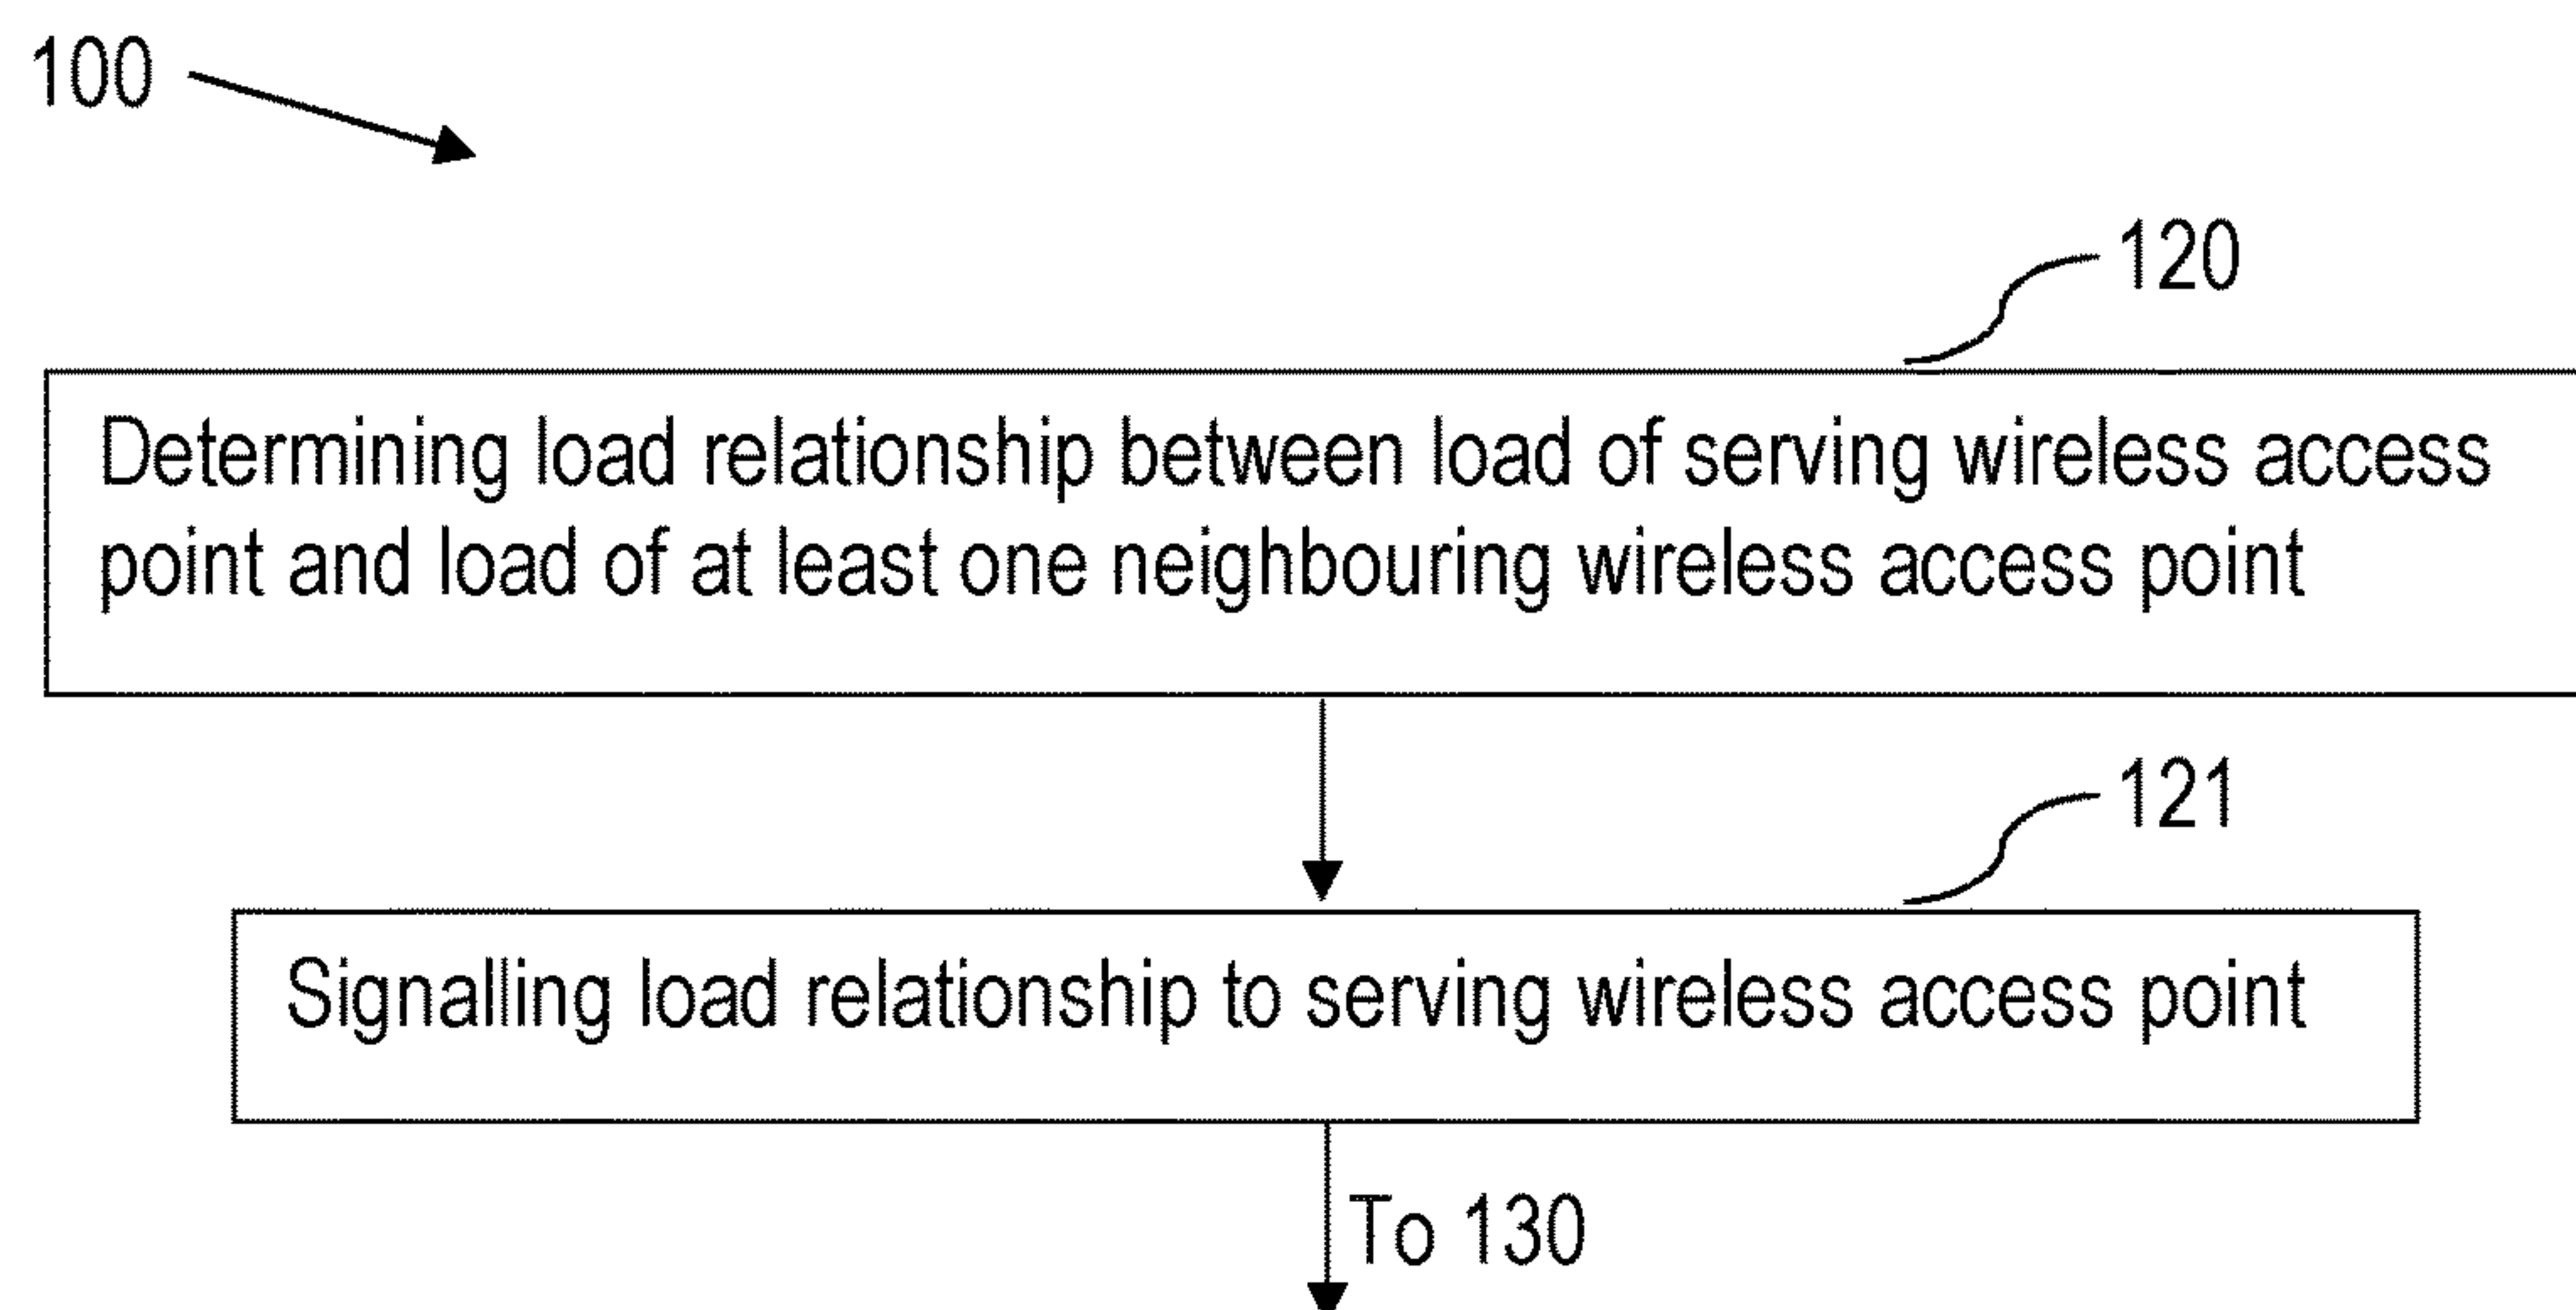 100
120
Determining load relationship between load of serving wireless access
point and load of at least one neighbouring wireless access point
121
Signalling load relationship to serving wireless access point
To 130